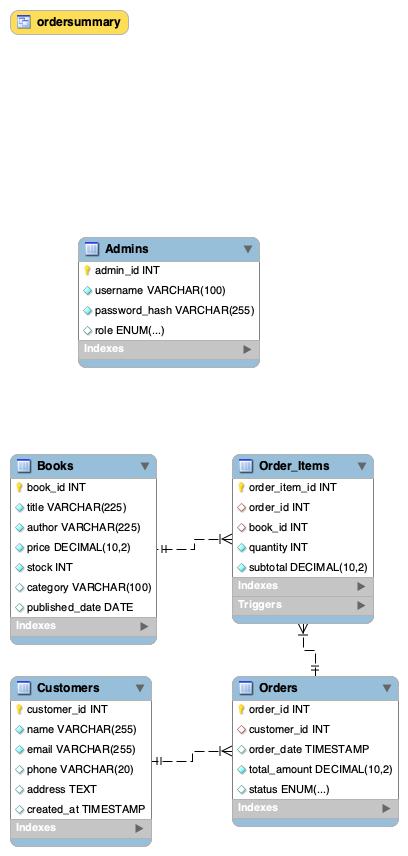 ordersummary
Admins
admin_id INT
username VARCHAR(100)
password_hash VARCHAR(255)
role ENUM(...)
Indexes
Books
book_id INT
title VARCHAR(225)
author VARCHAR(225)
price DECIMAL(10,2)
stock INT
category VARCHAR(100)
published_date DATE
Indexes
Order_Items
order_item_id INT
order_id INT
book_id INT
quantity INT
subtotal DECIMAL(10,2)
Indexes
Triggers
Customers
customer_id INT
name VARCHAR(255)
email VARCHAR(255)
phone VARCHAR(20)
address TEXT
created_at TIMESTAMP
Indexes
Orders
order_id INT
customer_id INT
order_date TIMESTAMP
total_amount DECIMAL(10,2)
status ENUM(...)
Indexes